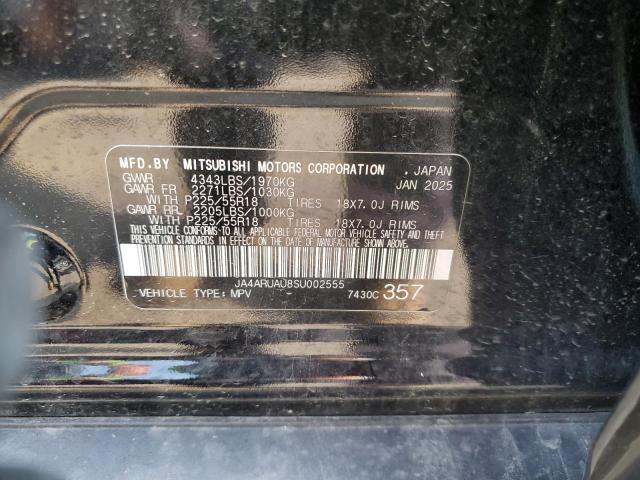 MFD.BY MITSUBISHI MOTORS CORPORATION , JAPAN
GVWR 4343LBS/1970KG JAN 2025
GAWR FR 2271LBS/1030KG
WITH P225/55R18 TIRES 18X7.0J RIMS
GAWR RR 2205LBS/1000KG
WITH P225/55R18 TIRES 18X7.0J RIMS
THIS VEHICLE CONFORMS TO ALL APPLICABLE FEDERAL MOTOR VEHICLE SAFETY AND THEFT
PREVENTION STANDARDS IN EFFECT ON THE DATE OF MANUFACTURE SHOWN ABOVE.
JA4ARUAU8SU002555
VEHICLE TYPE: MPV 7430C 357